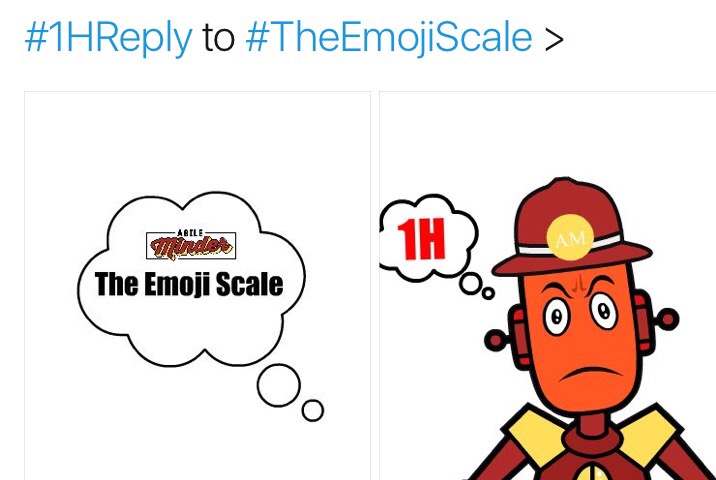 #1HReply to #TheEmojiScale >
AGILE
Minder
The Emoji Scale
1H
AM